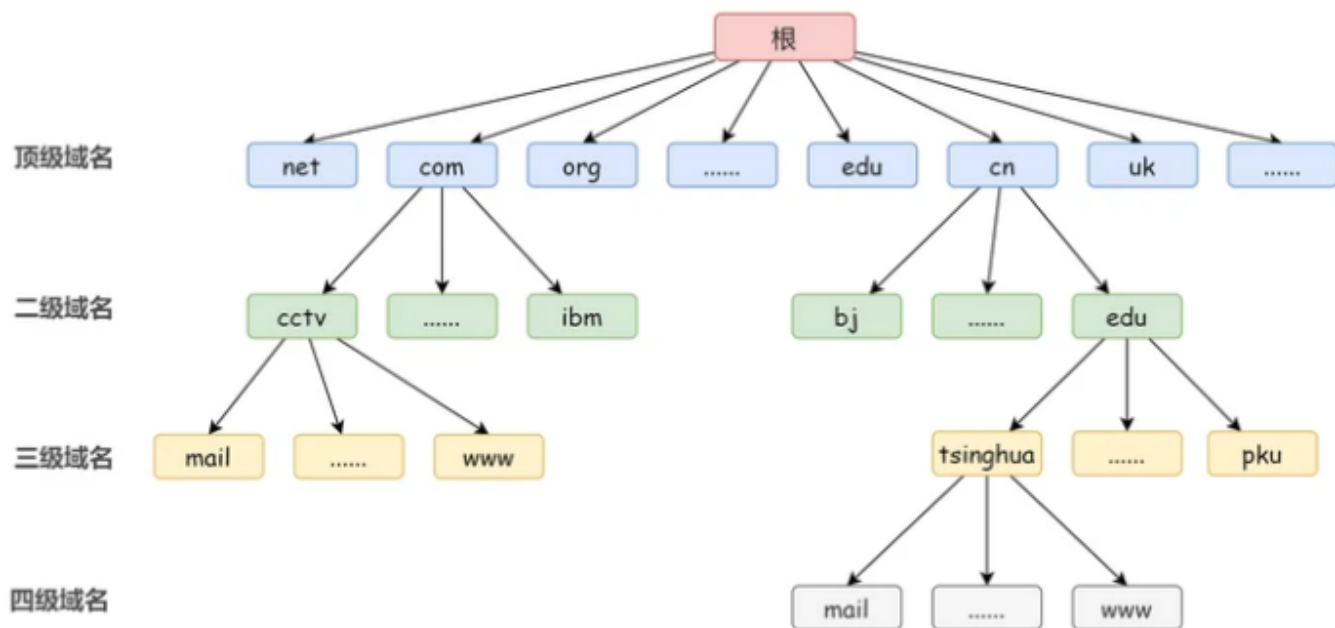 根
顶级域名 net com org ...... edu cn uk ......
二级域名 cctv ...... ibm bj ...... edu
三级域名 mail ...... www tsinghua ...... pku
四级域名 mail ...... www